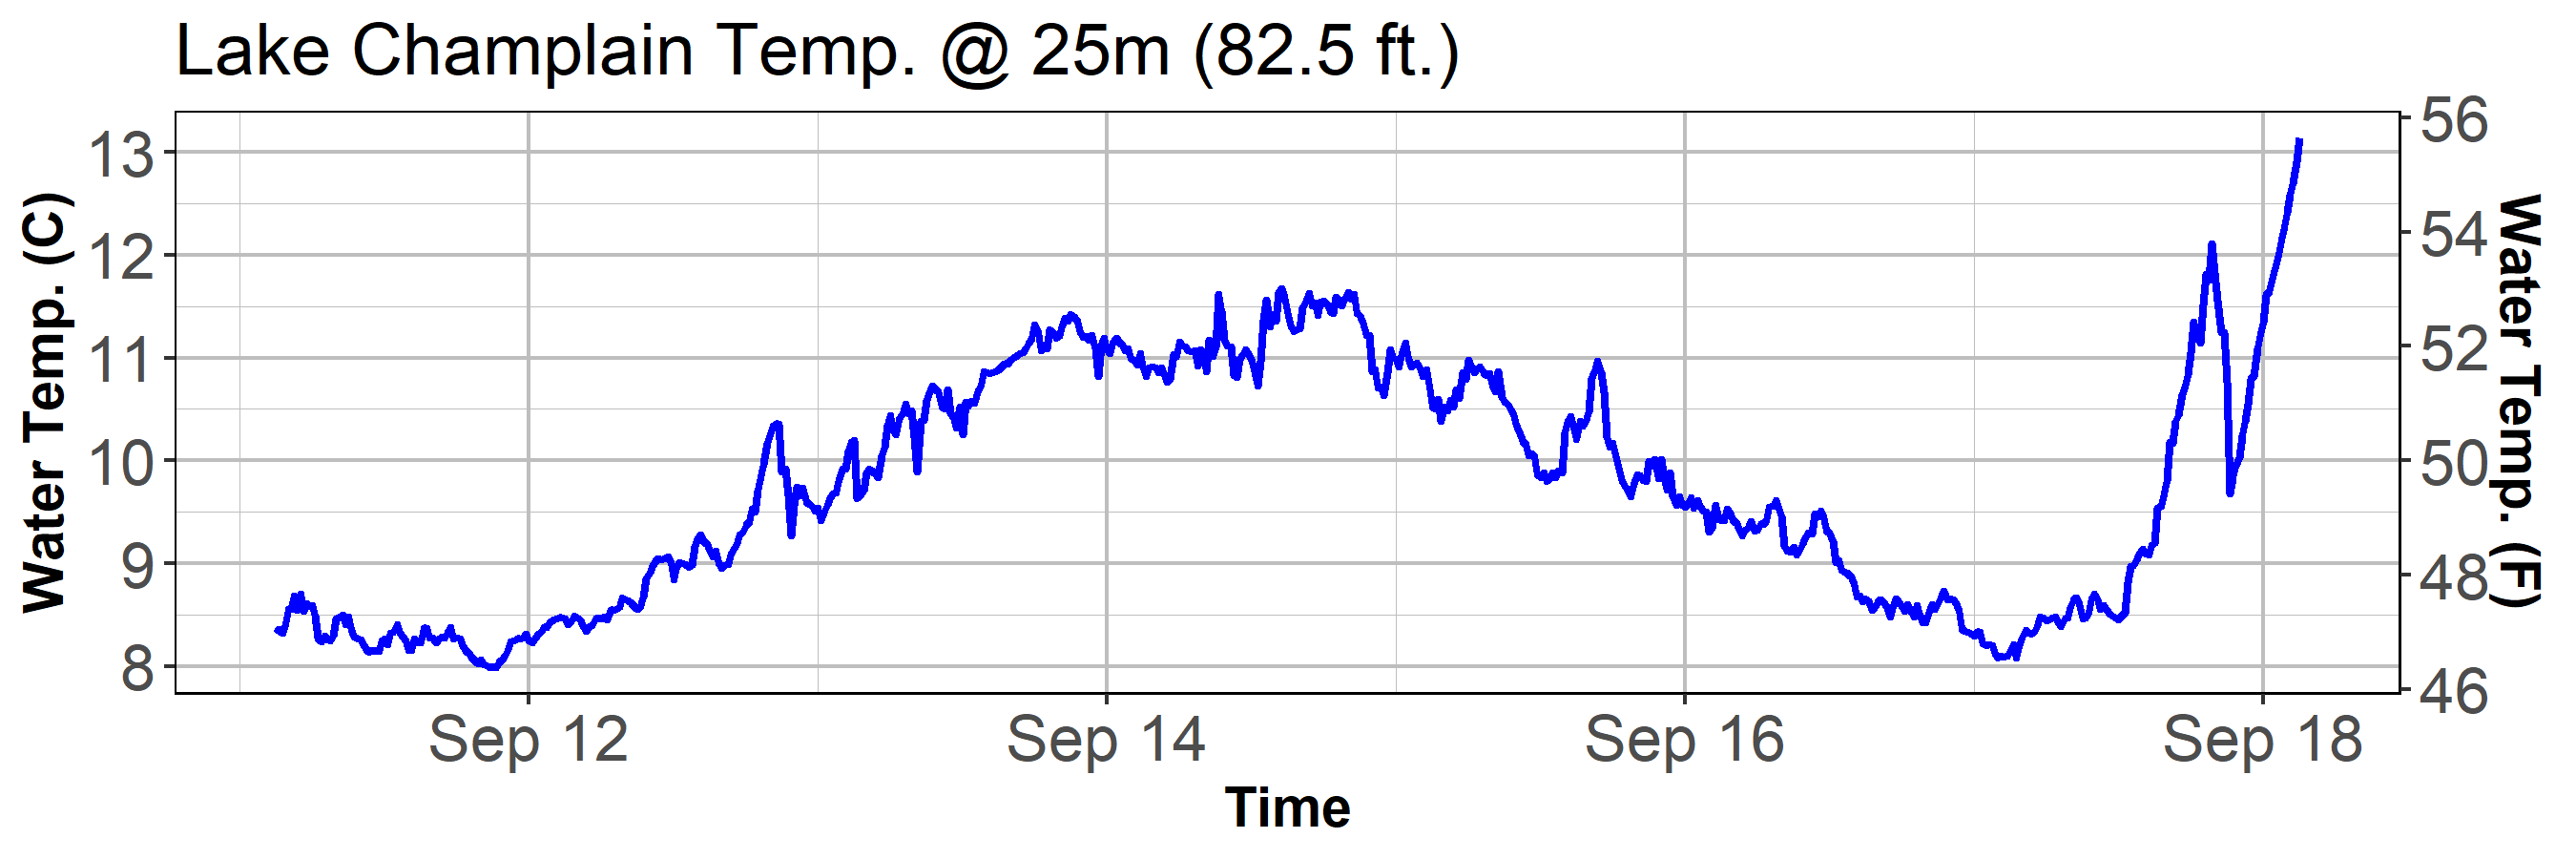 Lake Champlain Temp. @ 25m (82.5 ft.)
Water Temp. (C)
13
12
11
10
9
8
56
54
52
50
48
46
Water Temp. (F)
Sep 12 Sep 14 Sep 16 Sep 18
Time